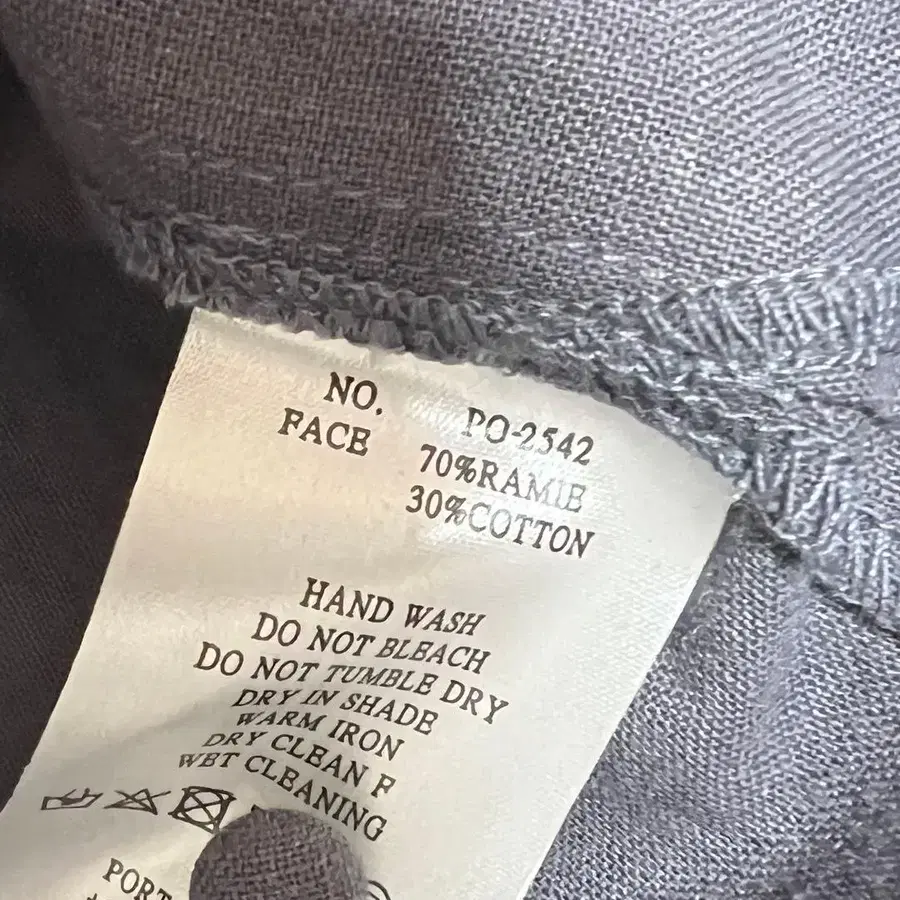 NO. PO-2542
FACE 70%RAMIE
30%COTTON
HAND WASH
DO NOT BLEACH
DO NOT TUMBLE DRY
DRY IN SHADE
WARM IRON
DRY CLEAN F
WET CLEANING
PORT